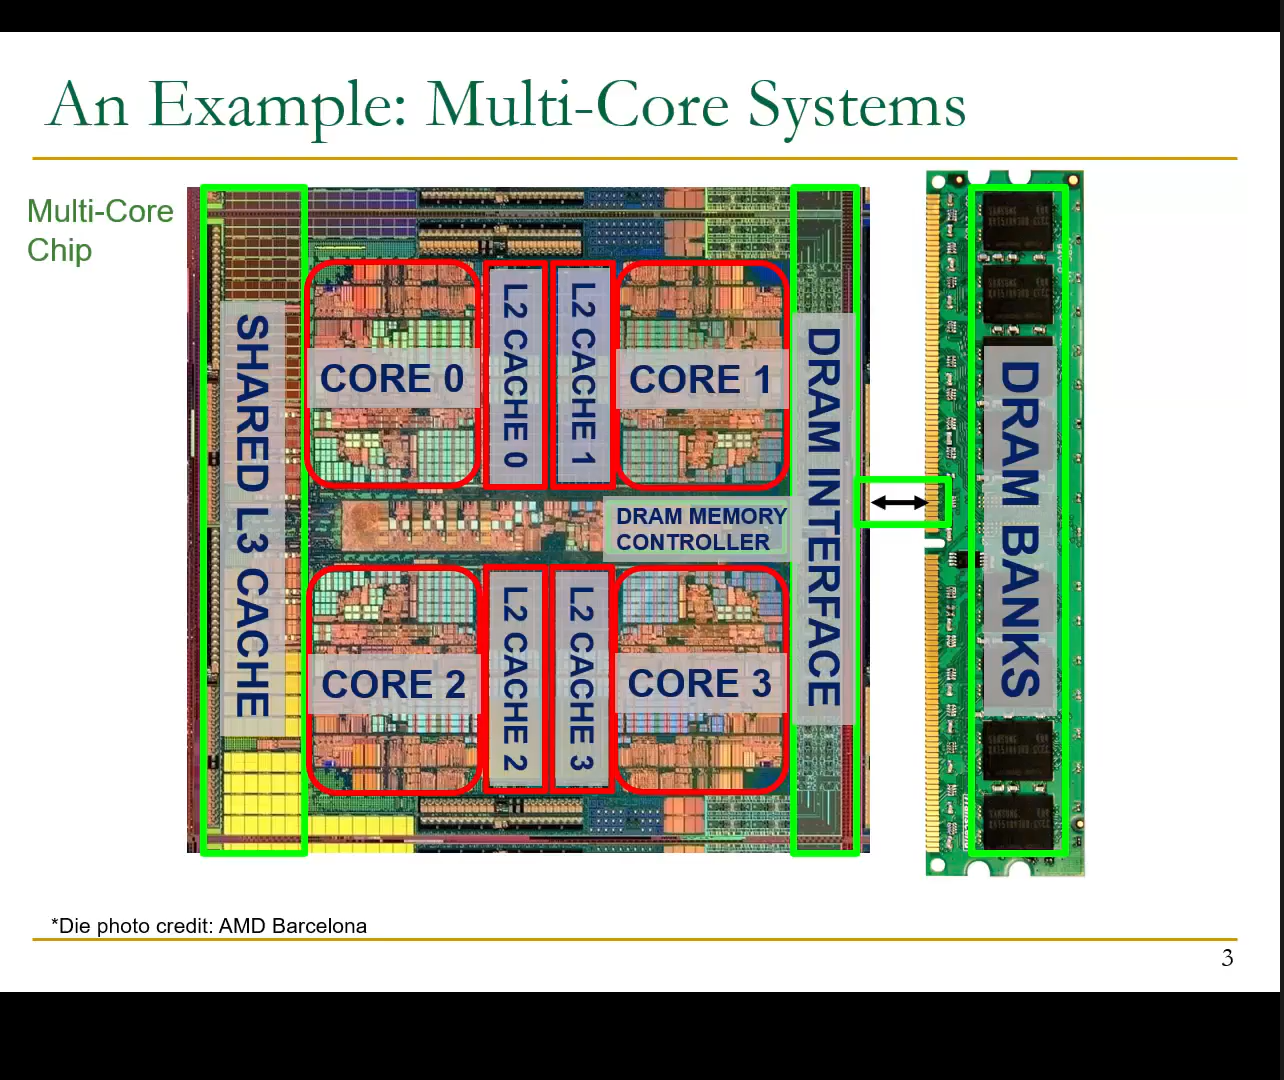 An Example: Multi-Core Systems
Multi-Core
Chip
SHARED L3 CACHE
CORE 0
L2 CACHE 0
L2 CACHE 1
CORE 1
DRAM INTERFACE
DRAM BANKS
DRAM MEMORY
CONTROLLER
CORE 2
L2 CACHE 2
L2 CACHE 3
CORE 3
*Die photo credit: AMD Barcelona
3